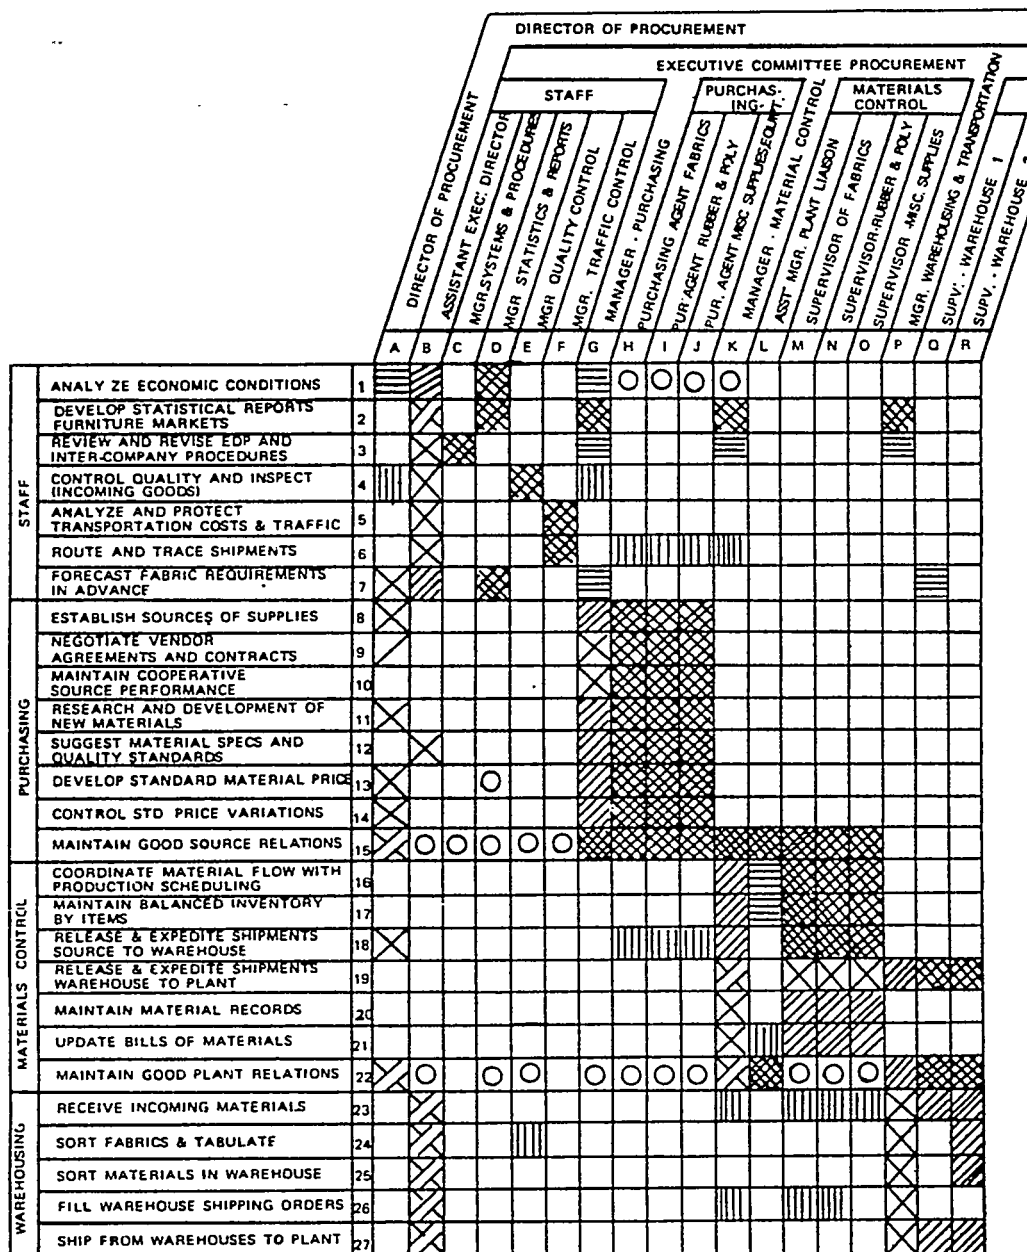 DIRECTOR OF PROCUREMENT
EXECUTIVE COMMITTEE PROCUREMENT
STAFF
PURCHAS-
ING-
MATERIALS
CONTROL
DIRECTOR OF PROCUREMENT
ASSISTANT EXEC. DIRECTOR
MGR.SYSTEMS & PROCEDURES
MGR STATISTICS & REPORTS
MGR QUALITY CONTROL
MGR. TRAFFIC CONTROL
MANAGER - PURCHASING
PURCHASING AGENT FABRICS
PUR. AGENT RUBBER & POLY
PUR. AGENT MISC SUPPLIES,EQUPT.
MANAGER - MATERIAL CONTROL
ASST MGR. PLANT LIAISON
SUPERVISOR OF FABRICS
SUPERVISOR-RUBBER & POLY
SUPERVISOR -MISC. SUPPLIES
MGR. WAREHOUSING & TRANSPORTATION
SUPV. - WAREHOUSE 1
SUPV. - WAREHOUSE 2
A B C D E F G H I J K L M N O P Q R
STAFF
ANALYZE ECONOMIC CONDITIONS 1
DEVELOP STATISTICAL REPORTS
FURNITURE MARKETS 2
REVIEW AND REVISE EDP AND
INTER-COMPANY PROCEDURES 3
CONTROL QUALITY AND INSPECT
(INCOMING GOODS) 4
ANALYZE AND PROTECT
TRANSPORTATION COSTS & TRAFFIC 5
ROUTE AND TRACE SHIPMENTS 6
FORECAST FABRIC REQUIREMENTS
IN ADVANCE 7
PURCHASING
ESTABLISH SOURCES OF SUPPLIES 8
NEGOTIATE VENDOR
AGREEMENTS AND CONTRACTS 9
MAINTAIN COOPERATIVE
SOURCE PERFORMANCE 10
RESEARCH AND DEVELOPMENT OF
NEW MATERIALS 11
SUGGEST MATERIAL SPECS AND
QUALITY STANDARDS 12
DEVELOP STANDARD MATERIAL PRICE 13
CONTROL STD PRICE VARIATIONS 14
MAINTAIN GOOD SOURCE RELATIONS 15
MATERIALS CONTROL
COORDINATE MATERIAL FLOW WITH
PRODUCTION SCHEDULING 16
MAINTAIN BALANCED INVENTORY
BY ITEMS 17
RELEASE & EXPEDITE SHIPMENTS
SOURCE TO WAREHOUSE 18
RELEASE & EXPEDITE SHIPMENTS
WAREHOUSE TO PLANT 19
MAINTAIN MATERIAL RECORDS 20
UPDATE BILLS OF MATERIALS 21
MAINTAIN GOOD PLANT RELATIONS 22
WAREHOUSING
RECEIVE INCOMING MATERIALS 23
SORT FABRICS & TABULATE 24
SORT MATERIALS IN WAREHOUSE 25
FILL WAREHOUSE SHIPPING ORDERS 26
SHIP FROM WAREHOUSES TO PLANT 27